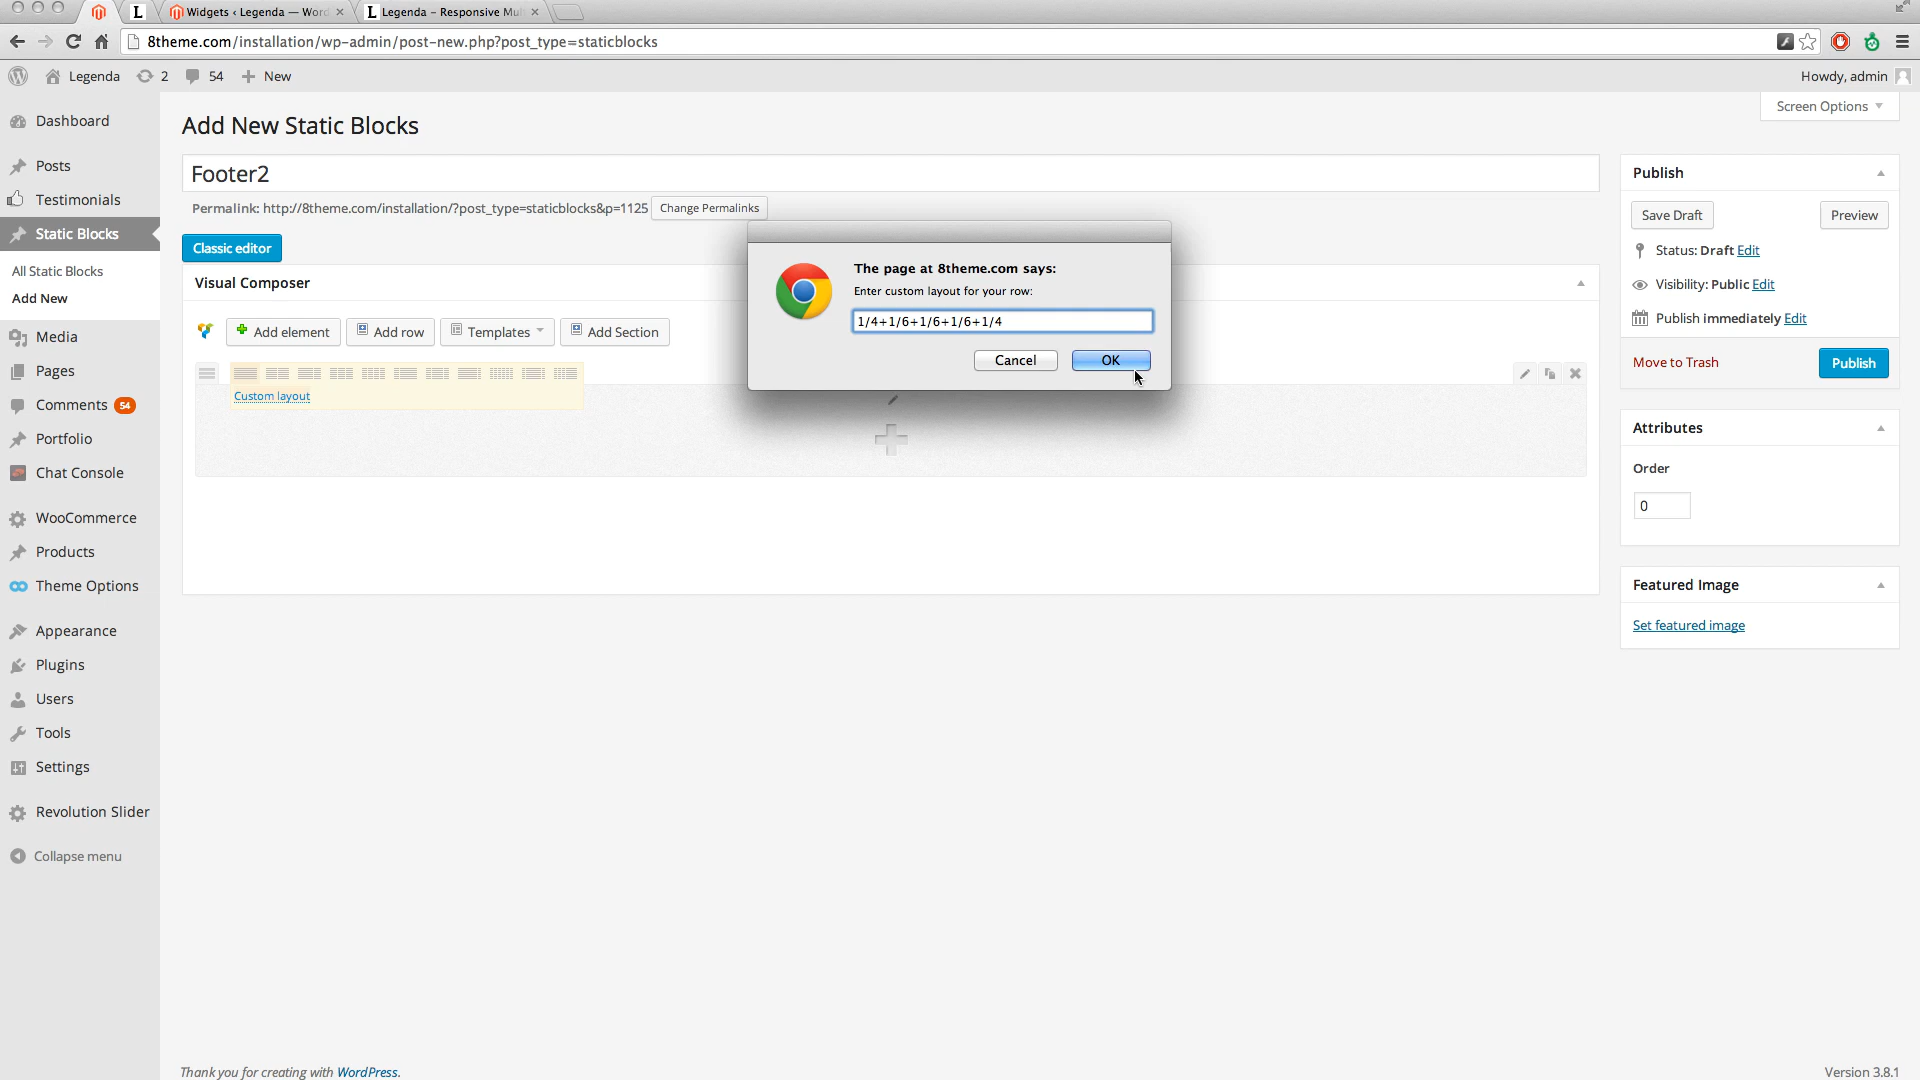 L
Widgets ‹ Legenda — Word
L Legenda – Responsive Mul
8theme.com/installation/wp-admin/post-new.php?post_type=staticblocks
Legenda 2 54 New
Howdy, admin
Screen Options
Dashboard
Posts
Testimonials
Static Blocks
All Static Blocks
Add New
Media
Pages
Comments 54
Portfolio
Chat Console
WooCommerce
Products
Theme Options
Appearance
Plugins
Users
Tools
Settings
Revolution Slider
Collapse menu
Add New Static Blocks
Footer2
Permalink: http://8theme.com/installation/?post_type=staticblocks&p=1125 Change Permalinks
Classic editor
Visual Composer
Add element Add row Templates Add Section
Custom layout
The page at 8theme.com says:
Enter custom layout for your row:
1/4+1/6+1/6+1/6+1/4
Cancel OK
Publish
Save Draft Preview
Status: Draft Edit
Visibility: Public Edit
Publish immediately Edit
Move to Trash Publish
Attributes
Order
0
Featured Image
Set featured image
Thank you for creating with WordPress.
Version 3.8.1